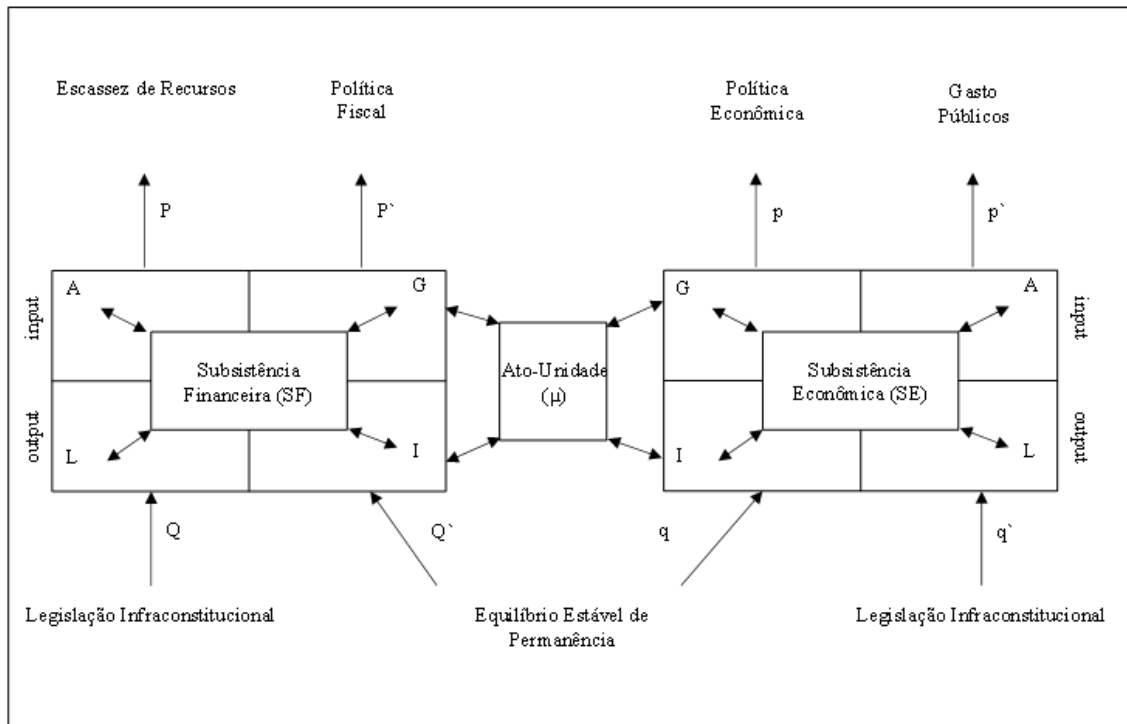 Escassez de Recursos
Política
Fiscal
Política
Econômica
Gasto
Públicos
P
P`
p
p`
A
G
G
A
input
input
Subsistência
Financeira (SF)
Ato-Unidade
(μ)
Subsistência
Econômica (SE)
output
output
L
I
I
L
Q
Q`
q
q`
Legislação Infraconstitucional
Equilíbrio Estável de
Permanência
Legislação Infraconstitucional